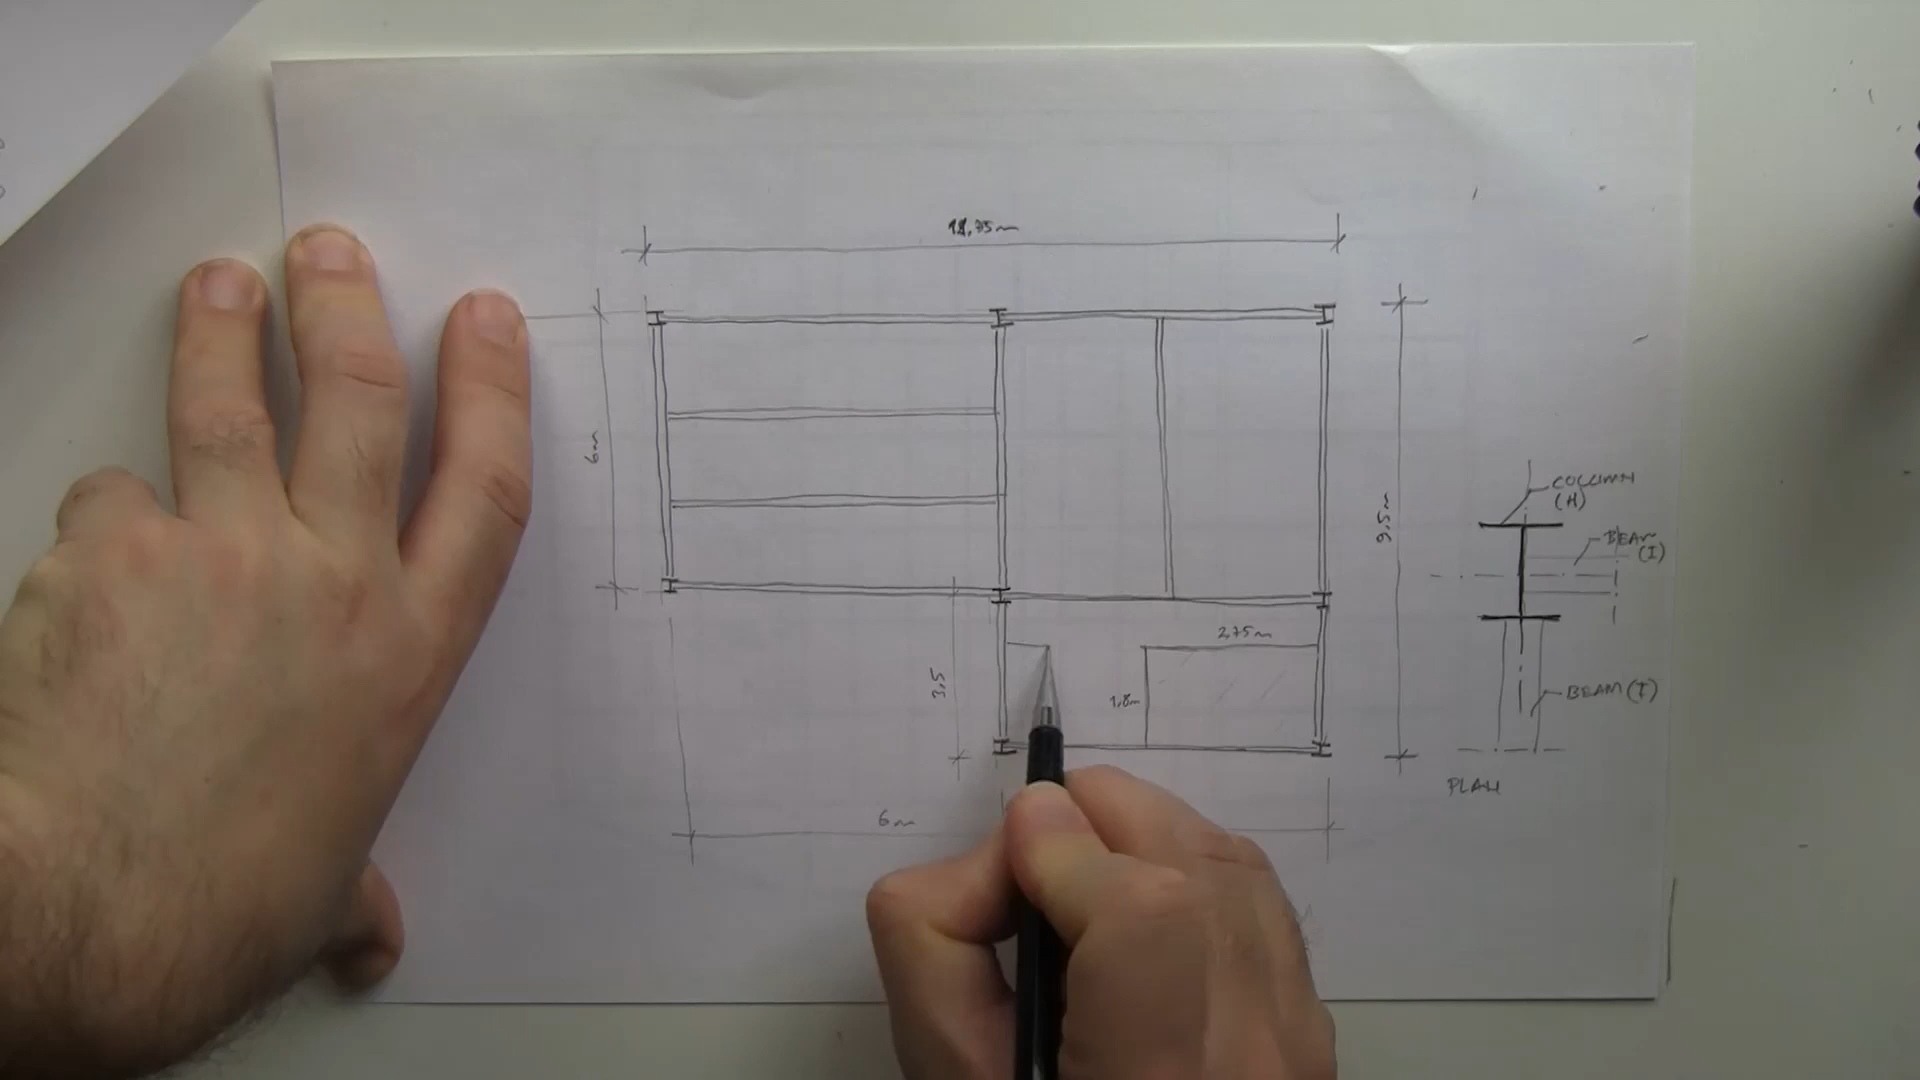 6m
9,5m
COLUMN
(H)
BEAM
(I)
2,75m
3,5
1,8m
BEAM (I)
PLAN
6m